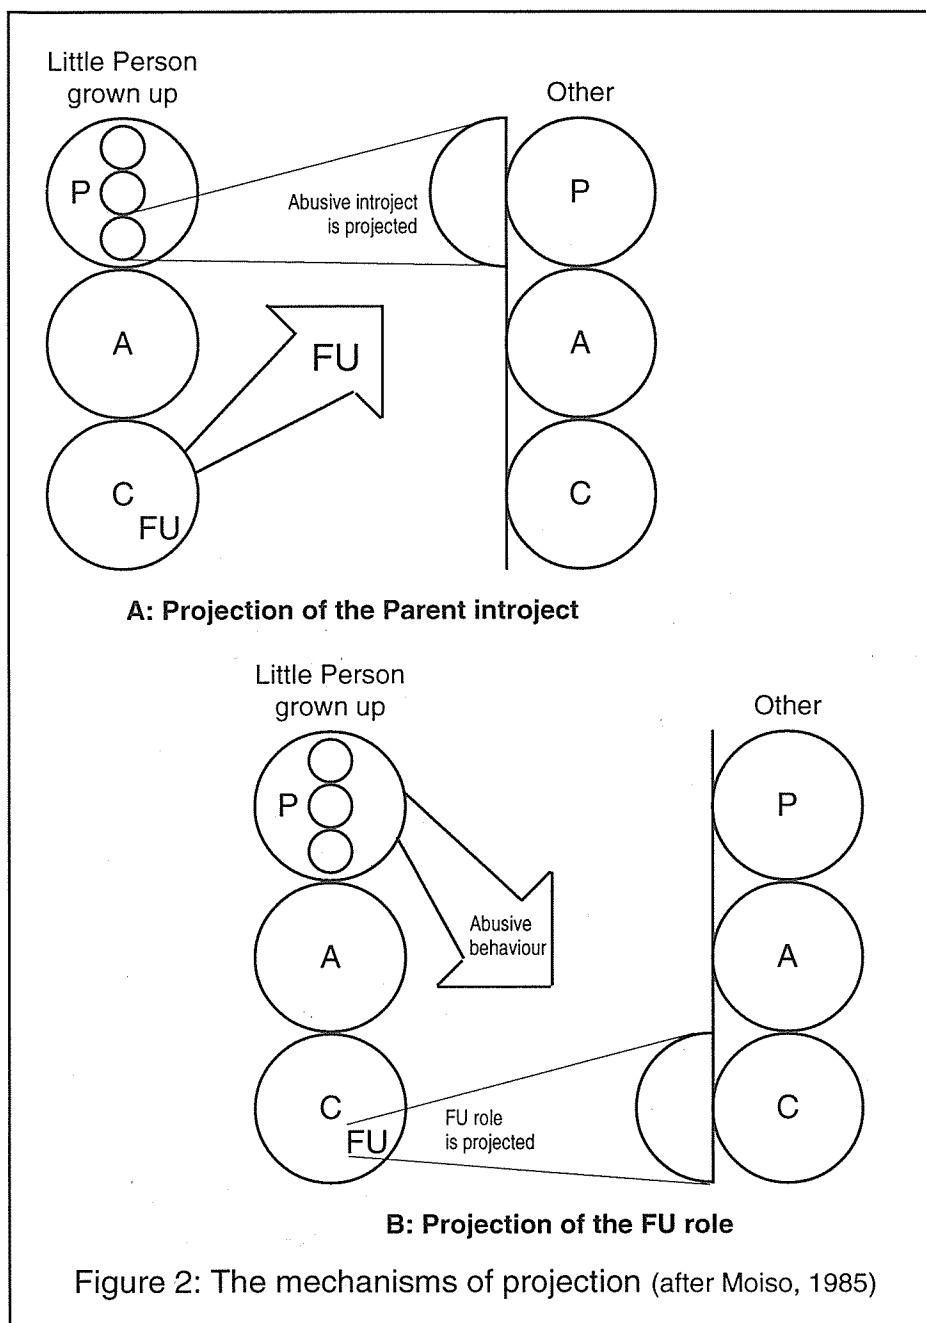 Little Person
grown up
Other
P
P
Abusive introject
is projected
A
FU
A
C
FU
C
A: Projection of the Parent introject
Little Person
grown up
Other
P
P
Abusive
behaviour
A
A
C
FU
FU role
is projected
C
B: Projection of the FU role
Figure 2: The mechanisms of projection (after Moiso, 1985)